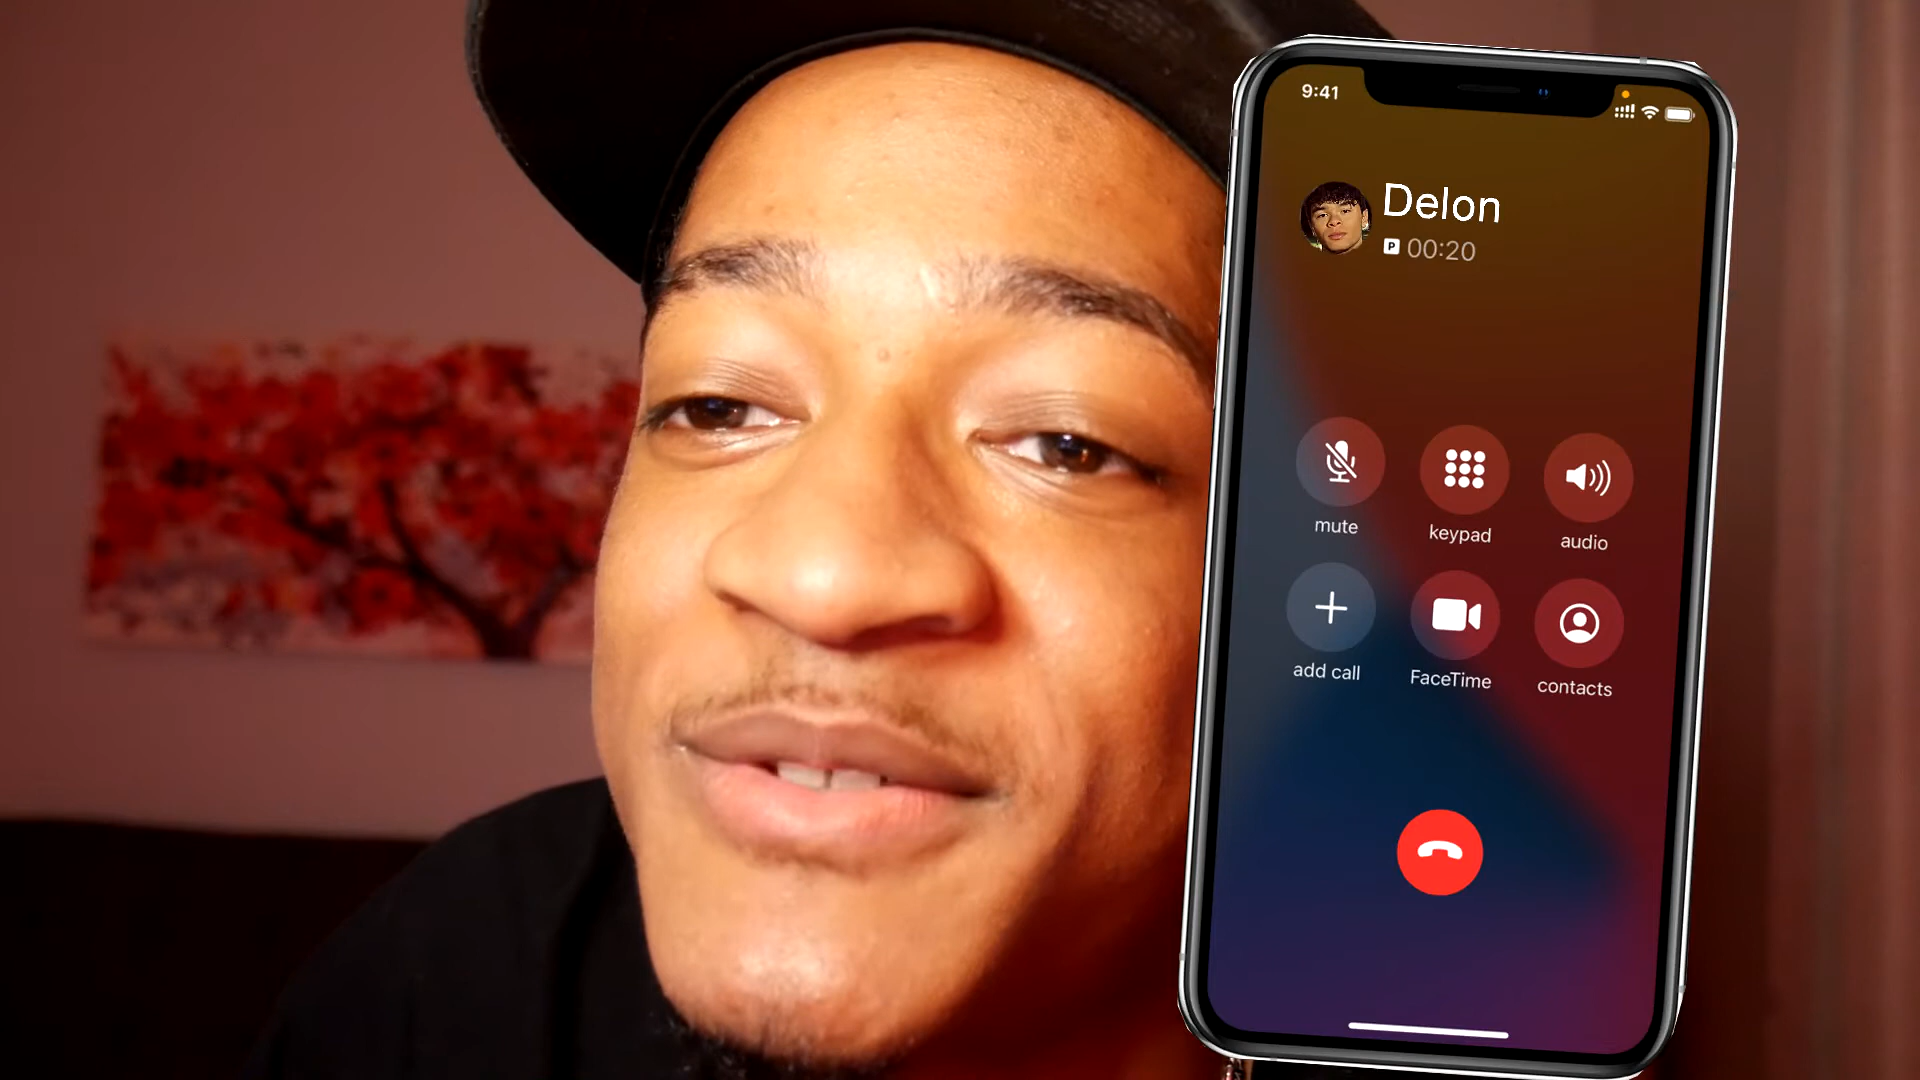 9:41
Delon
P 00:20
mute keypad audio
add call FaceTime contacts